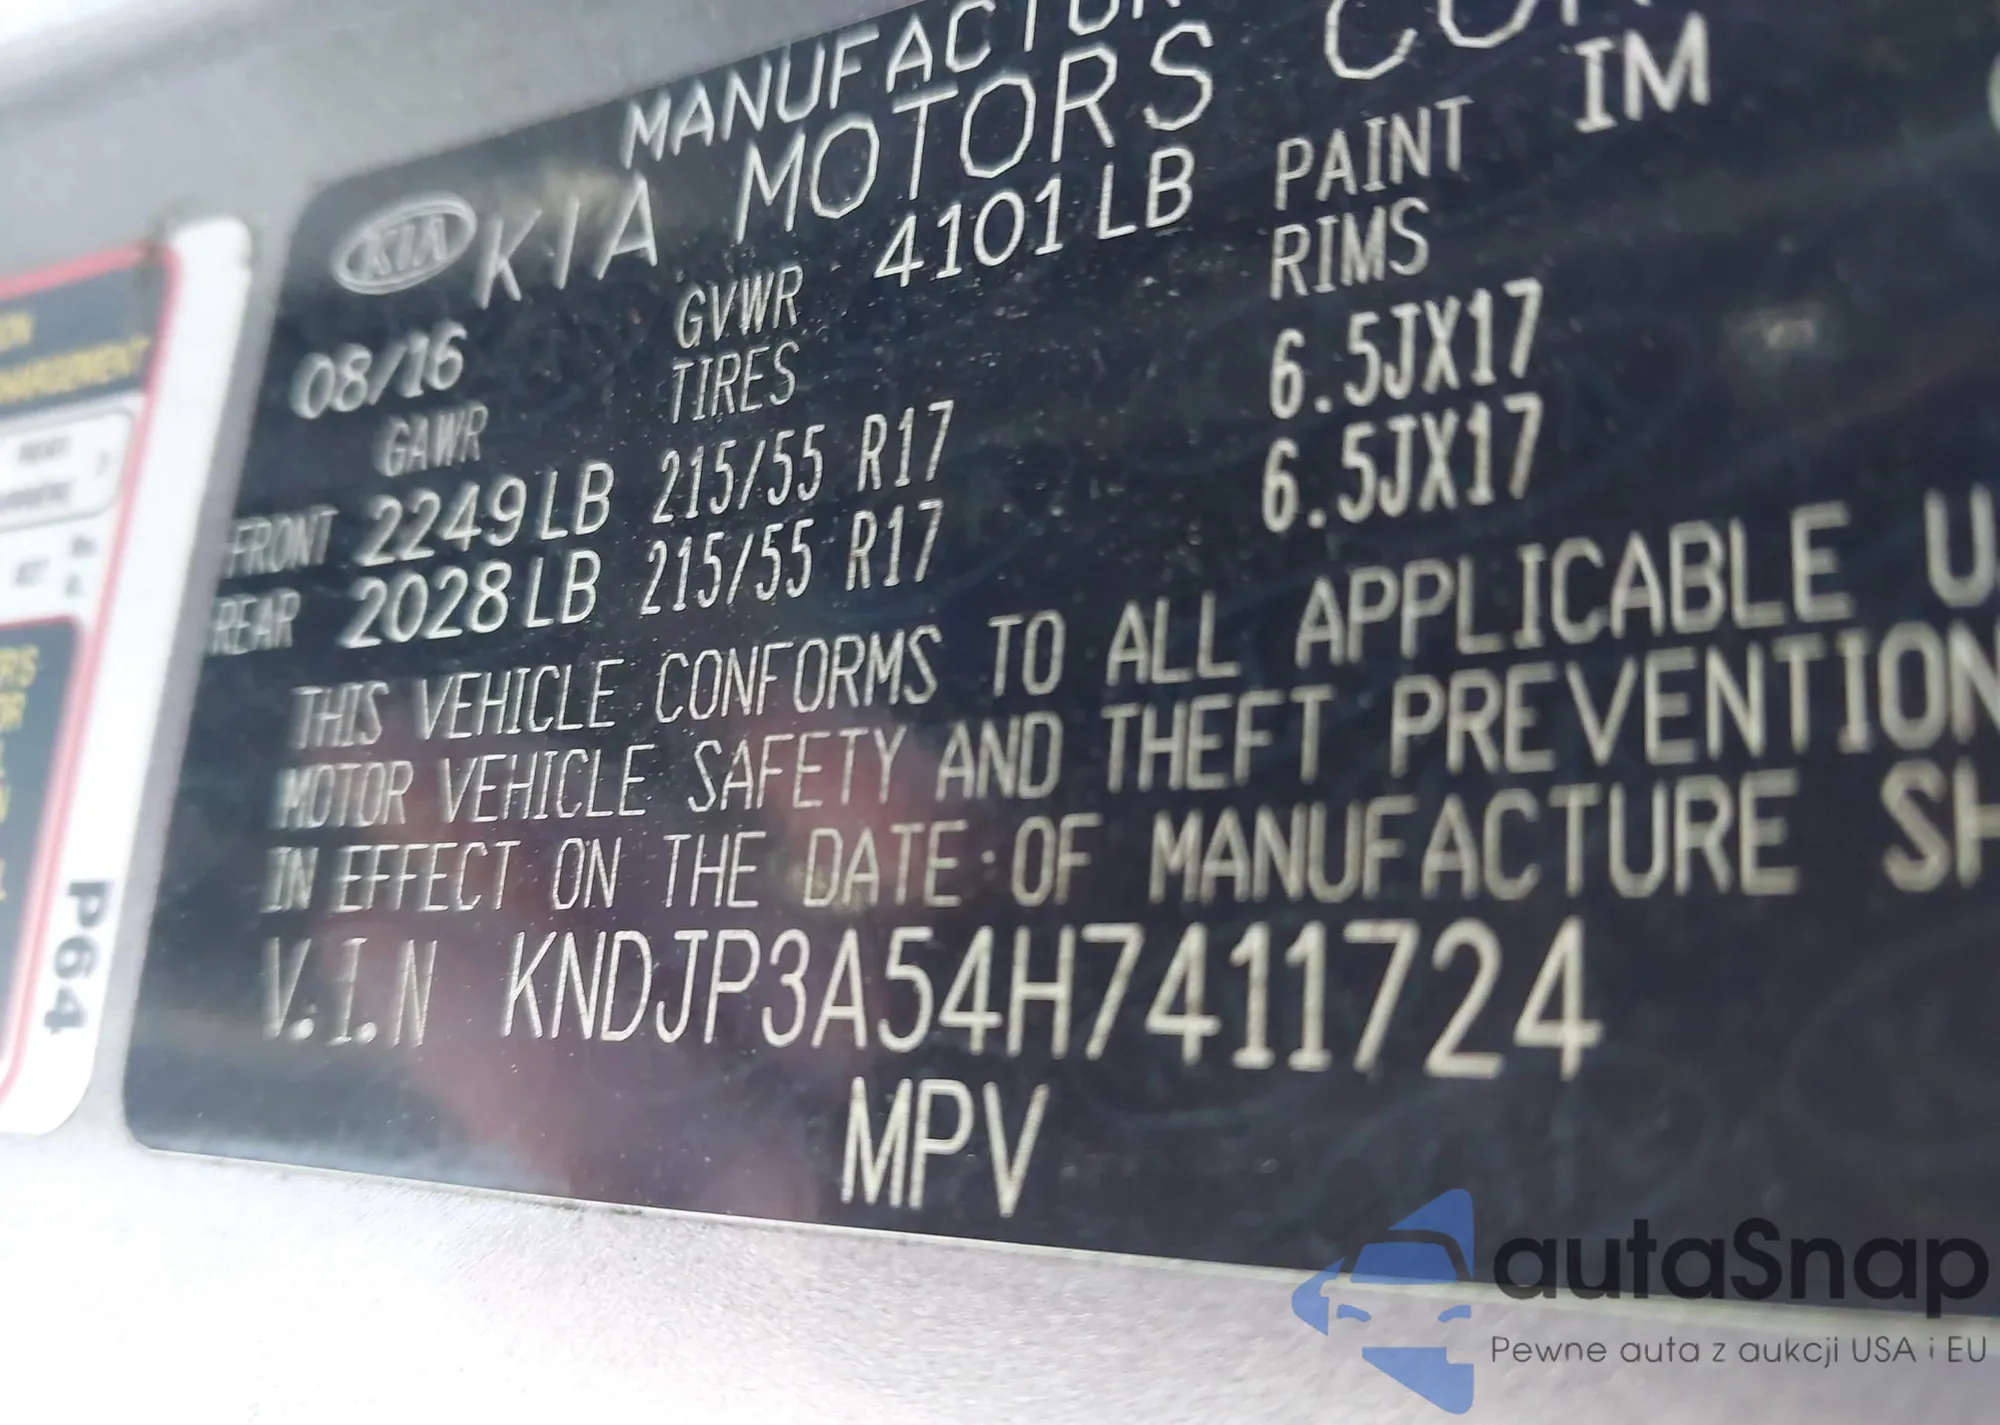 MANUFACTUR
KIA KIA MOTORS COR
08/16 GVWR 4101LB PAINT IM
GAWR TIRES RIMS
FRONT 2249LB 215/55 R17 6.5JX17
REAR 2028LB 215/55 R17 6.5JX17
THIS VEHICLE CONFORMS TO ALL APPLICABLE U
MOTOR VEHICLE SAFETY AND THEFT PREVENTION
IN EFFECT ON THE DATE OF MANUFACTURE SH
V.I.N KNDJP3A54H7411724
MPV
P64
autaSnap
Pewne auta z aukcji USA i EU